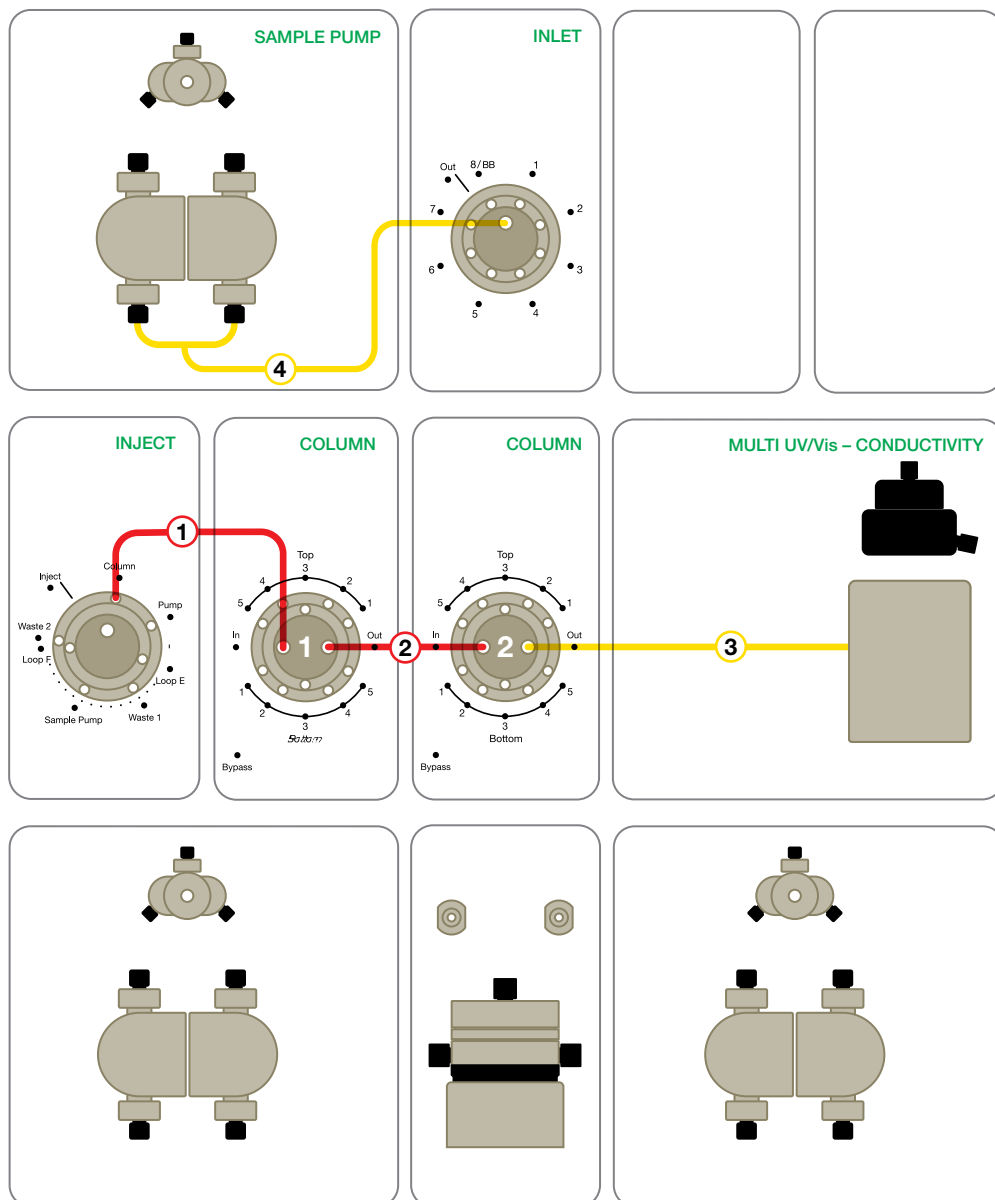 SAMPLE PUMP
INLET
Out
8/BB
1
2
3
4
5
6
7
4
INJECT
COLUMN
COLUMN
MULTI UV/Vis – CONDUCTIVITY
1
Inject
Column
Pump
Loop E
Waste 1
Sample Pump
Loop F
Waste 2
Top
5
4
3
2
1
In
1
Out
1
2
3
4
5
Bottom
Bypass
2
Top
5
4
3
2
1
In
2
Out
1
2
3
4
5
Bottom
Bypass
3